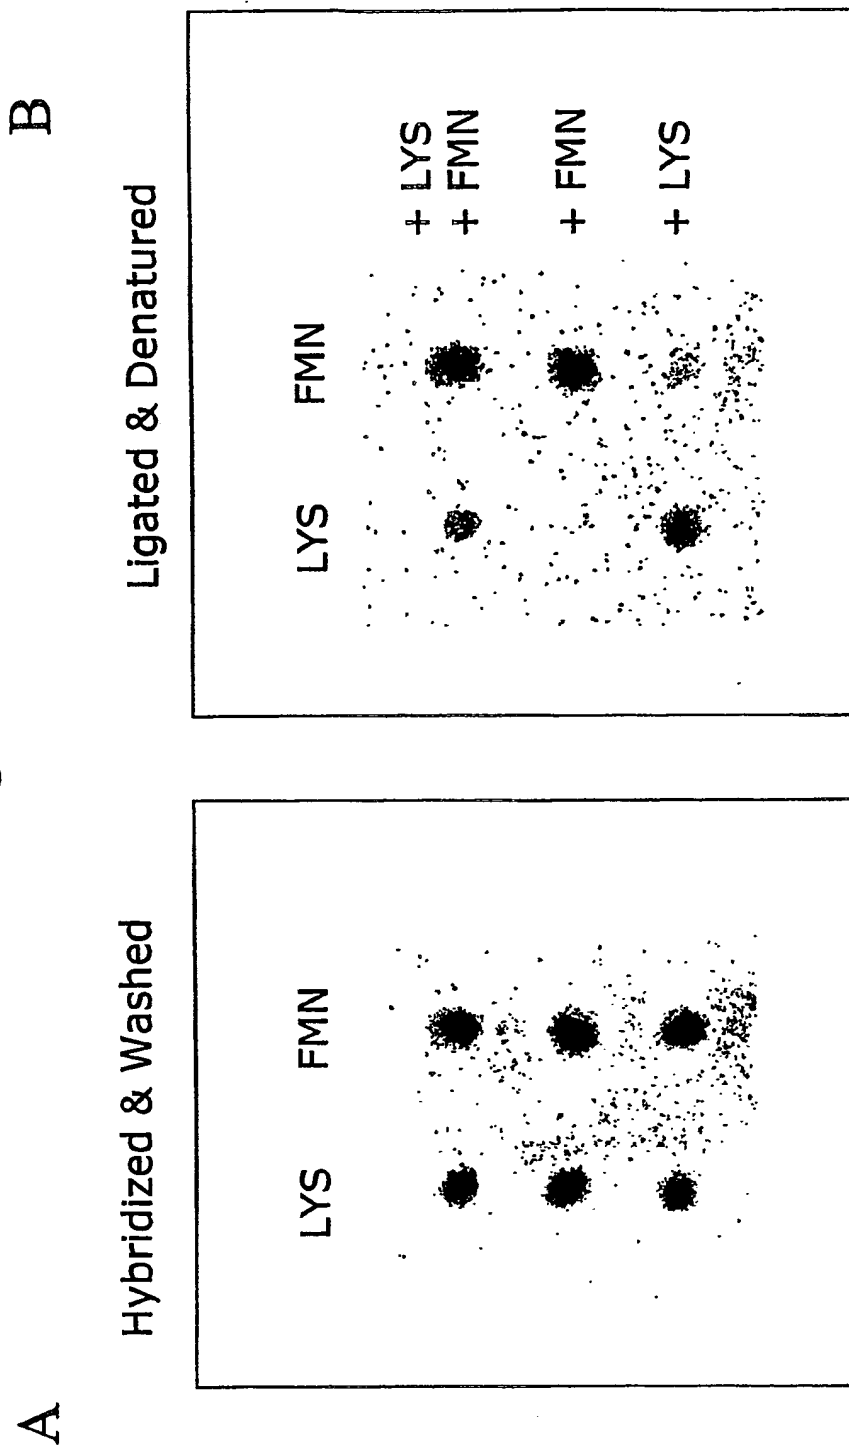 A
Hybridized & Washed
LYS
FMN
B
Ligated & Denatured
LYS
FMN
+ LYS
+ FMN
+ FMN
+ LYS